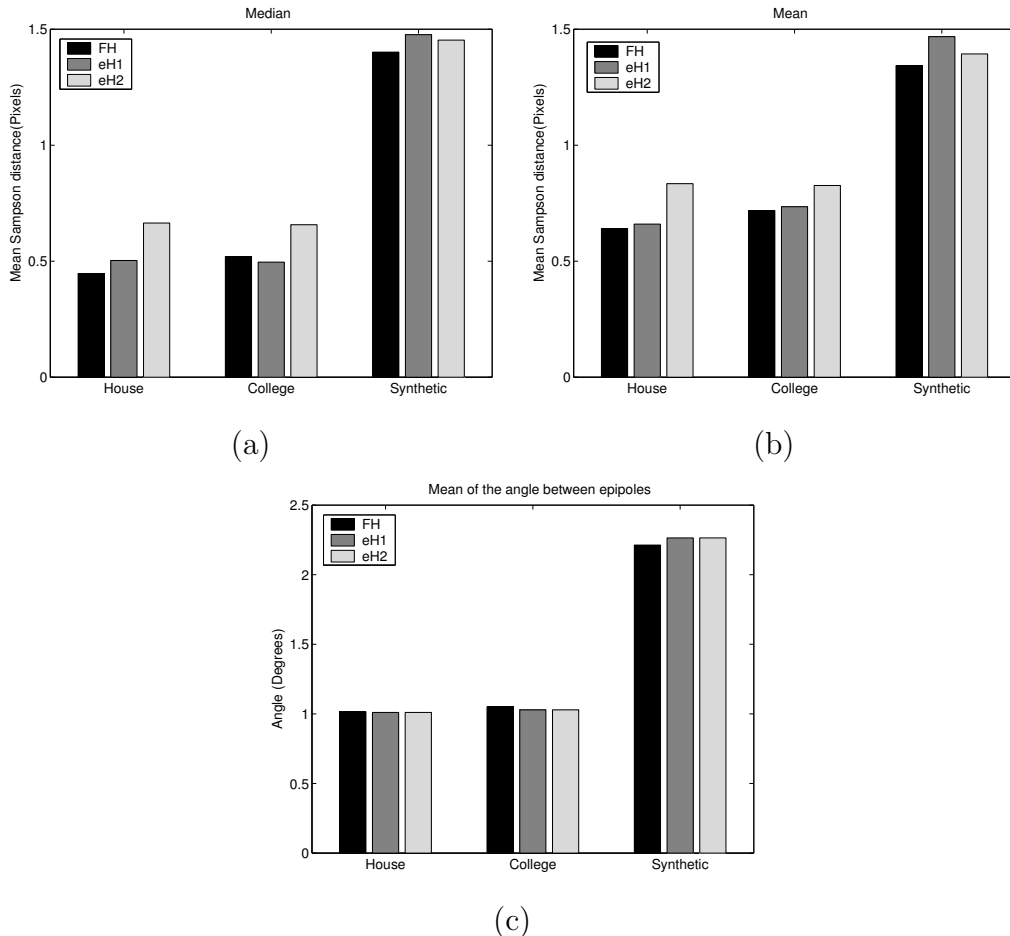 Median
Mean Sampson distance(Pixels)
1.5
1
0.5
0
FH
eH1
eH2
House College Synthetic
(a)
Mean
Mean Sampson distance(Pixels)
1.5
1
0.5
0
FH
eH1
eH2
House College Synthetic
(b)
Mean of the angle between epipoles
Angle (Degrees)
2.5
2
1.5
1
0.5
0
FH
eH1
eH2
House College Synthetic
(c)